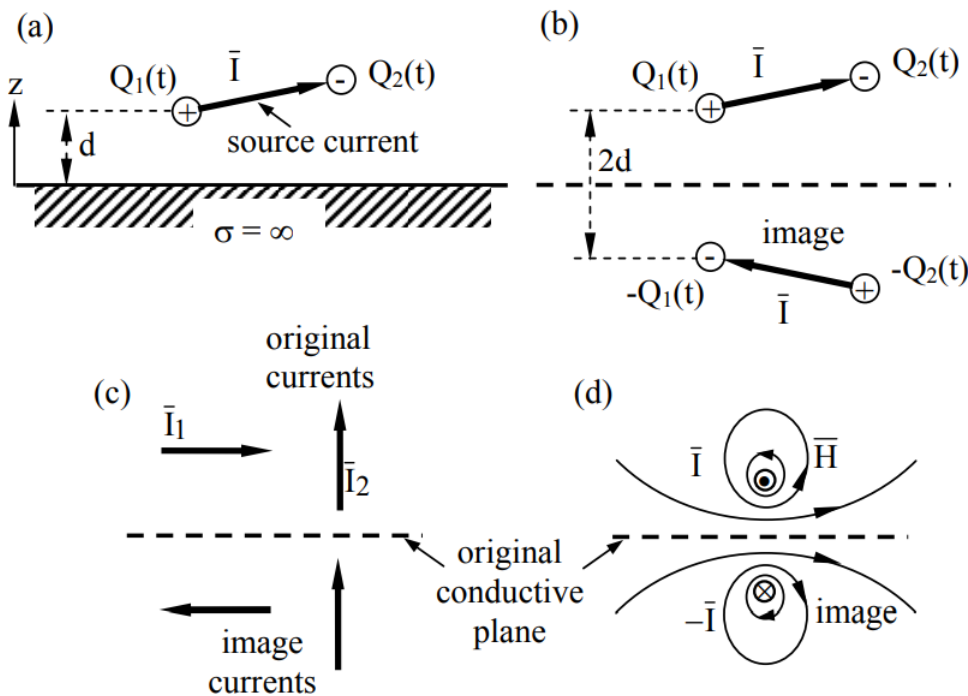 (a)
Ī
Q₁(t)
+
-
Q₂(t)
z
d
source current
σ = ∞
(b)
Ī
Q₁(t)
+
-
Q₂(t)
2d
image
-
-Q₁(t)
Ī
+
-Q₂(t)
(c)
original
currents
Ī₁
Ī₂
image
currents
original
conductive
plane
(d)
Ī
H̅
–Ī
image